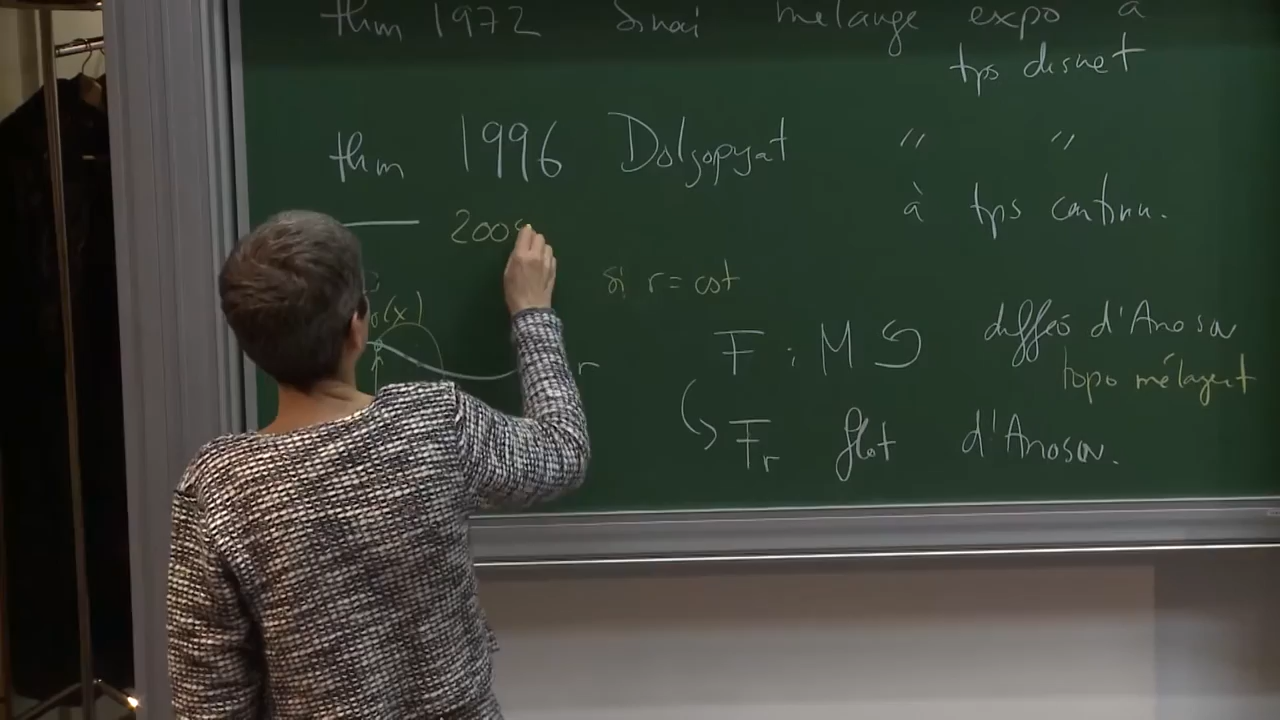 thm 1972 Sinai mélange expo à
tps discret
thm 1996 Dolgopyat " "
à tps continu.
200
si r = cst
(x)
F : M ↺ difféo d'Anosov
topo mélangeant
r
F_r flot d'Anosov.